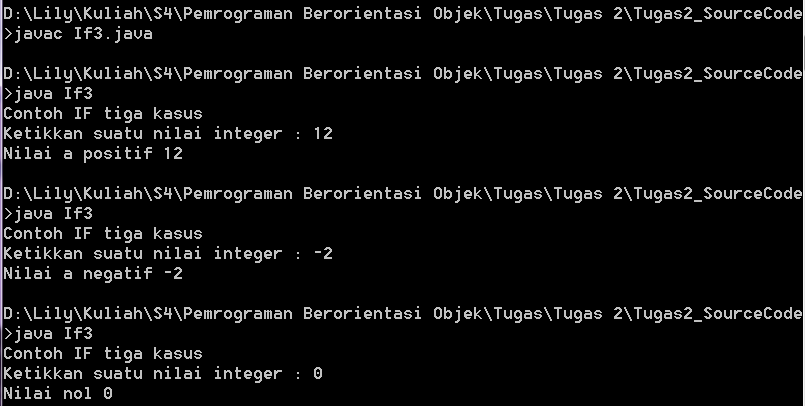 D:\Lily\Kuliah\S4\Pemrograman Berorientasi Objek\Tugas\Tugas 2\Tugas2_SourceCode
>javac If3.java
D:\Lily\Kuliah\S4\Pemrograman Berorientasi Objek\Tugas\Tugas 2\Tugas2_SourceCode
>java If3
Contoh IF tiga kasus
Ketikkan suatu nilai integer : 12
Nilai a positif 12
D:\Lily\Kuliah\S4\Pemrograman Berorientasi Objek\Tugas\Tugas 2\Tugas2_SourceCode
>java If3
Contoh IF tiga kasus
Ketikkan suatu nilai integer : -2
Nilai a negatif -2
D:\Lily\Kuliah\S4\Pemrograman Berorientasi Objek\Tugas\Tugas 2\Tugas2_SourceCode
>java If3
Contoh IF tiga kasus
Ketikkan suatu nilai integer : 0
Nilai nol 0